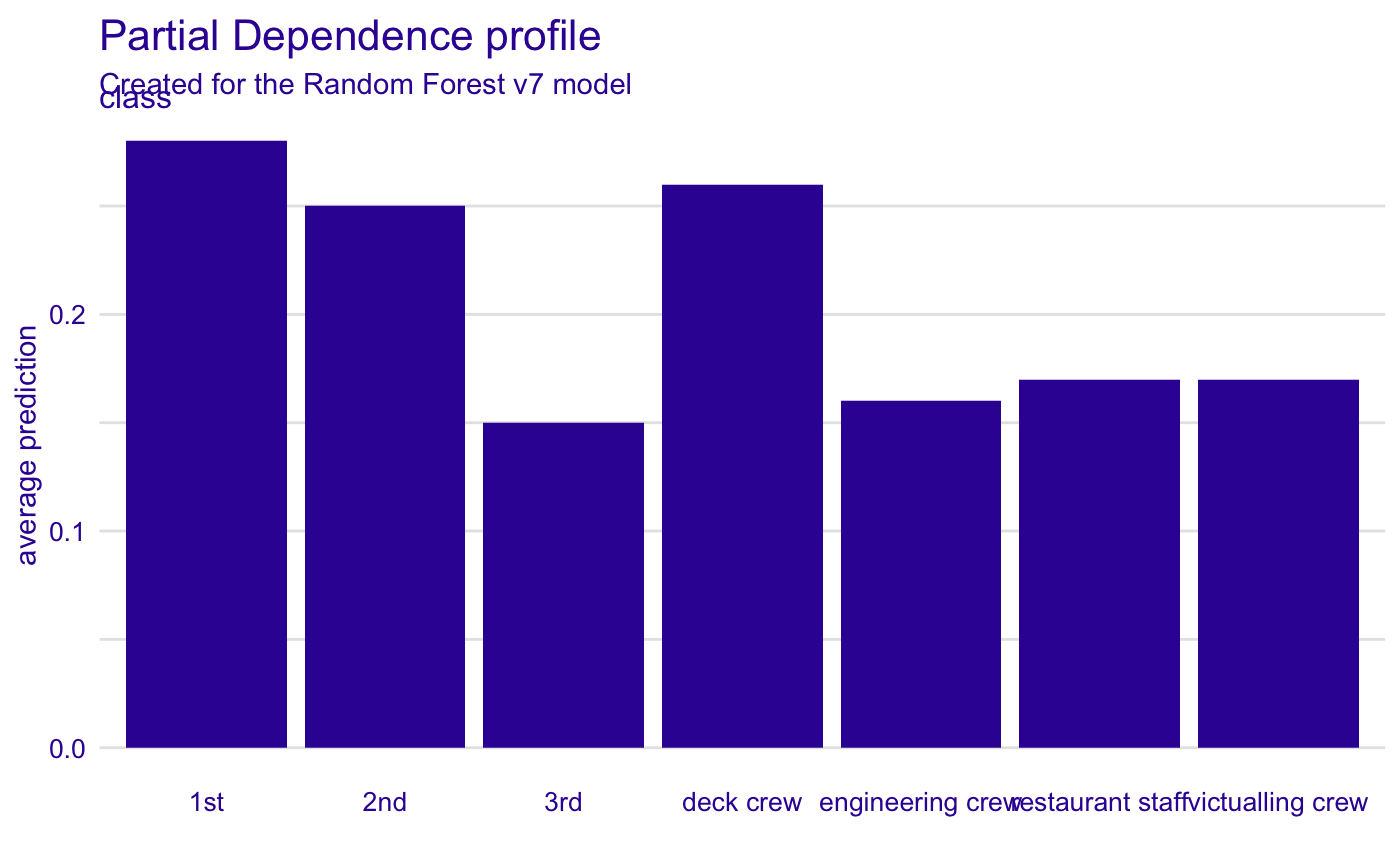 Partial Dependence profile
Created for the Random Forest v7 model
class
average prediction
0.2
0.1
0.0
1st 2nd 3rd deck crew engineering crew restaurant staff victualling crew